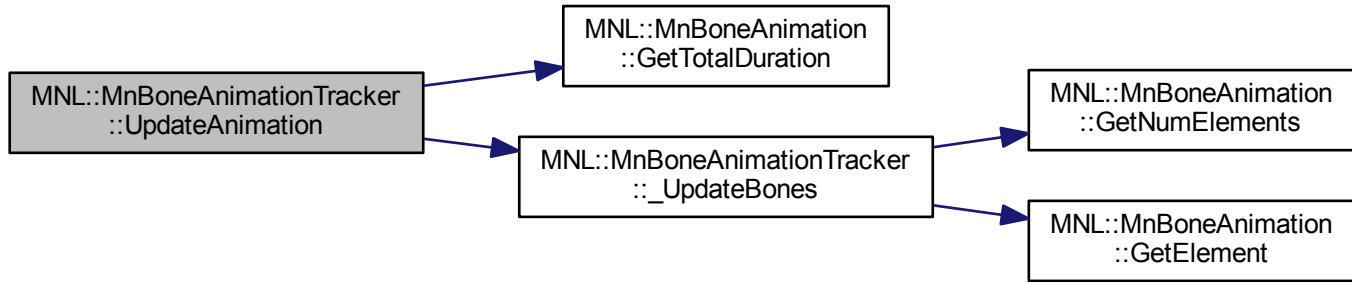 MNL::MnBoneAnimationTracker
::UpdateAnimation
MNL::MnBoneAnimation
::GetTotalDuration
MNL::MnBoneAnimationTracker
::_UpdateBones
MNL::MnBoneAnimation
::GetNumElements
MNL::MnBoneAnimation
::GetElement